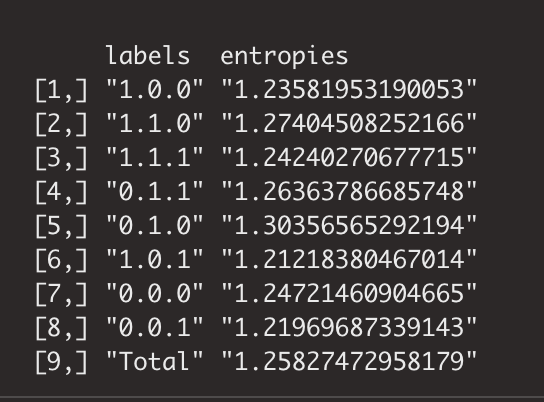 labels entropies
[1,] "1.0.0" "1.23581953190053"
[2,] "1.1.0" "1.27404508252166"
[3,] "1.1.1" "1.24240270677715"
[4,] "0.1.1" "1.26363786685748"
[5,] "0.1.0" "1.30356565292194"
[6,] "1.0.1" "1.21218380467014"
[7,] "0.0.0" "1.24721460904665"
[8,] "0.0.1" "1.21969687339143"
[9,] "Total" "1.25827472958179"